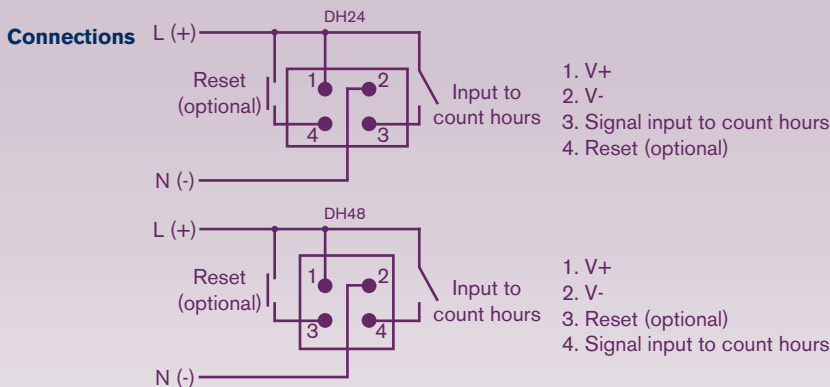 Connections
DH24
L (+)
Reset
(optional)
1
2
4
3
Input to
count hours
N (-)
1. V+
2. V-
3. Signal input to count hours
4. Reset (optional)
DH48
L (+)
Reset
(optional)
1
2
3
4
Input to
count hours
N (-)
1. V+
2. V-
3. Reset (optional)
4. Signal input to count hours